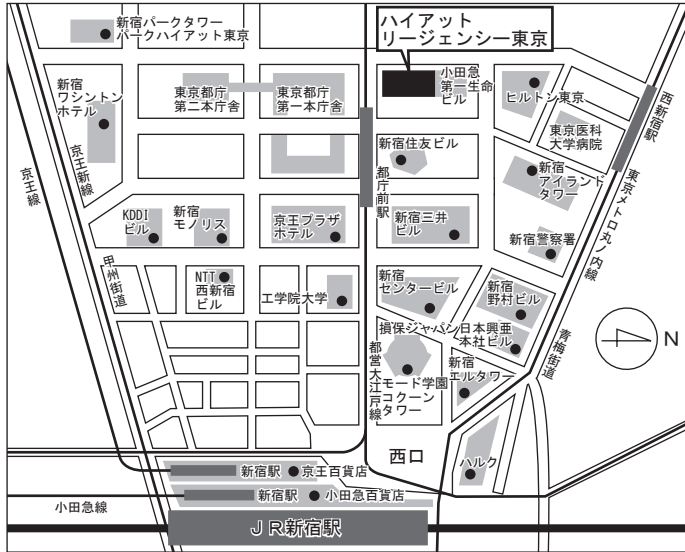 新宿パークタワー
パークハイアット東京
ハイアット
リージェンシー東京
新宿
ワシントン
ホテル
東京都庁
第二本庁舎
東京都庁
第一本庁舎
小田急
第一生命
ビル
ヒルトン東京
西新宿駅
東京医科
大学病院
京王線
京王新線
新宿住友ビル
都庁前駅
新宿
アイランド
タワー
東京メトロ丸ノ内線
KDDI
ビル
新宿
モノリス
京王プラザ
ホテル
新宿三井
ビル
新宿警察署
甲州街道
NTT
西新宿
ビル
工学院大学
新宿
センタービル
新宿
野村ビル
損保ジャパン日本興亜
本社ビル
青梅街道
N
都営大江戸線
モード学園
コクーン
タワー
新宿
エルタワー
西口
ハルク
新宿駅
京王百貨店
新宿駅
小田急百貨店
小田急線
JR新宿駅